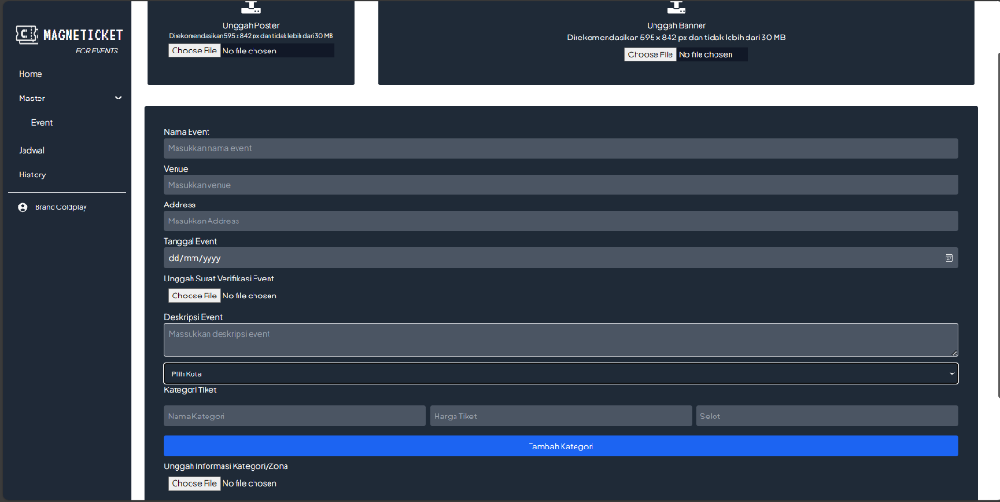 MAGNETICKET
FOR EVENTS
Home
Master
Event
Jadwal
History
Brand Coldplay
Unggah Poster
Direkomendasikan 595 x 842 px dan tidak lebih dari 30 MB
Choose File No file chosen
Unggah Banner
Direkomendasikan 595 x 842 px dan tidak lebih dari 30 MB
Choose File No file chosen
Nama Event
Masukkan nama event
Venue
Masukkan venue
Address
Masukkan Address
Tanggal Event
dd/mm/yyyy
Unggah Surat Verifikasi Event
Choose File No file chosen
Deskripsi Event
Massukkan deskripsi event
Pilih Kota
Kategori Tiket
Nama Kategori Harga Tiket Selot
Tambah Kategori
Unggah Informasi Kategori/Zona
Choose File No file chosen